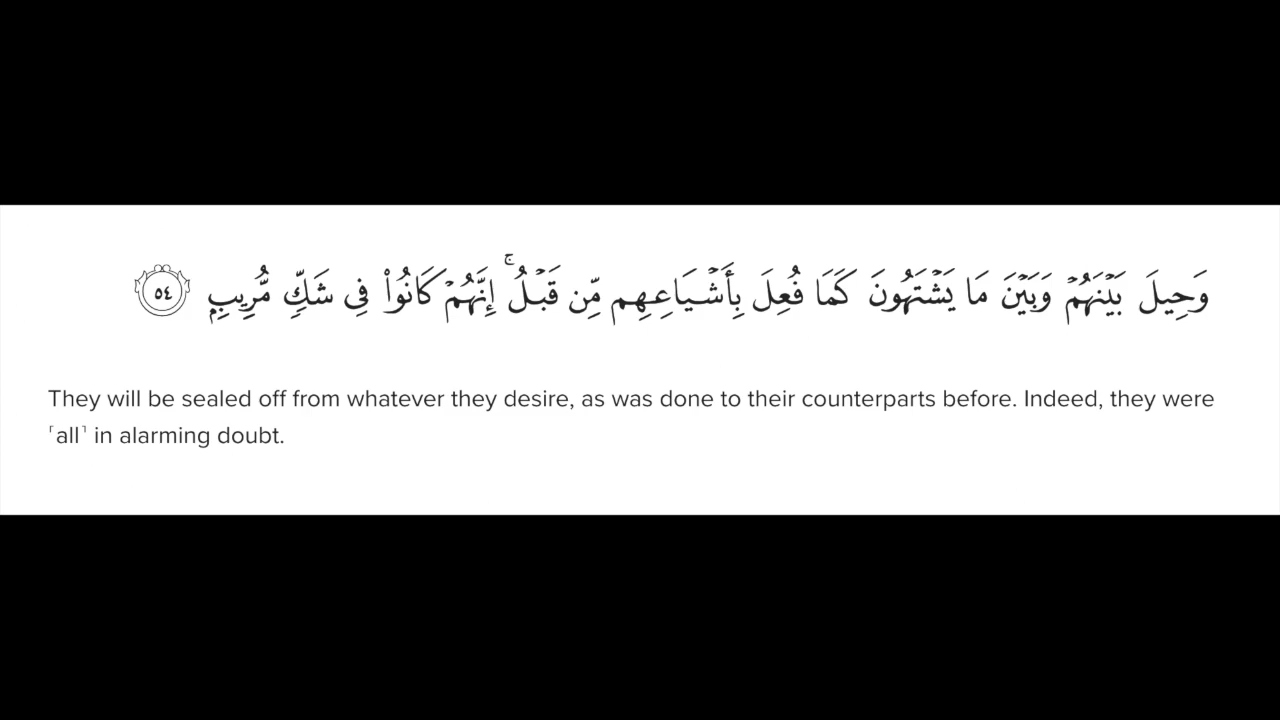 وَحِيلَ بَيْنَهُمْ وَبَيْنَ مَا يَشْتَهُونَ كَمَا فُعِلَ بِأَشْيَاعِهِم مِّن قَبْلُ ۚ إِنَّهُمْ كَانُوا۟ فِى شَكٍّ مُّرِيبٍۭ ٥٤
They will be sealed off from whatever they desire, as was done to their counterparts before. Indeed, they were
˹all˺ in alarming doubt.